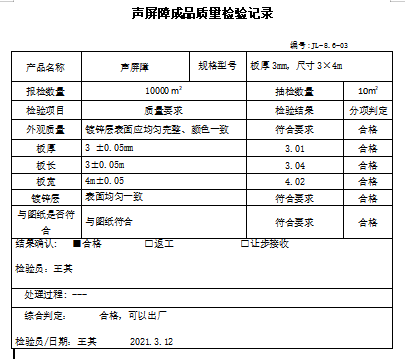 声屏障成品质量检验记录
编号:JL-8.6-03
产品名称 声屏障 规格型号 板厚3mm, 尺寸3×4m
报检数量 10000㎡ 抽检数量 10㎡
检验项目 质量要求 检验结果 分项判定
外观质量 镀锌层表面应均匀完整、颜色一致 符合要求 合格
板厚 3 ±0.05mm 3.01 合格
板长 3±0.05m 3.04 合格
板宽 4m±0.05 4.02 合格
镀锌层 表面均匀一致 符合要求 合格
与图纸是否符
合 与图纸符合 符合要求 合格
结果确认: ■合格 □返工 □让步接收
检验员:王其
处理过程:---
综合判定: 合格,可以出厂
检验员/日期:王其 2021.3.12